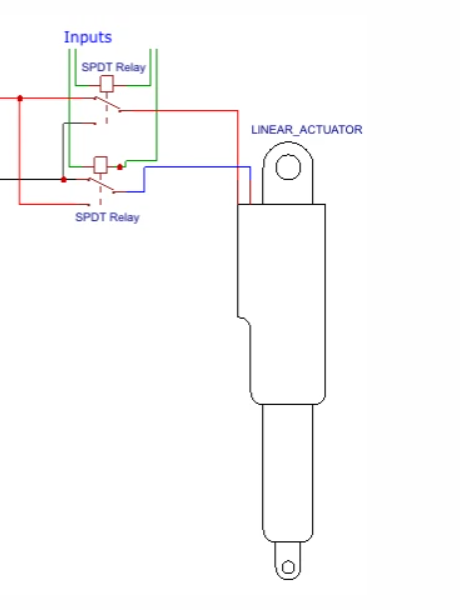 Inputs
SPDT Relay
LINEAR_ACTUATOR
SPDT Relay